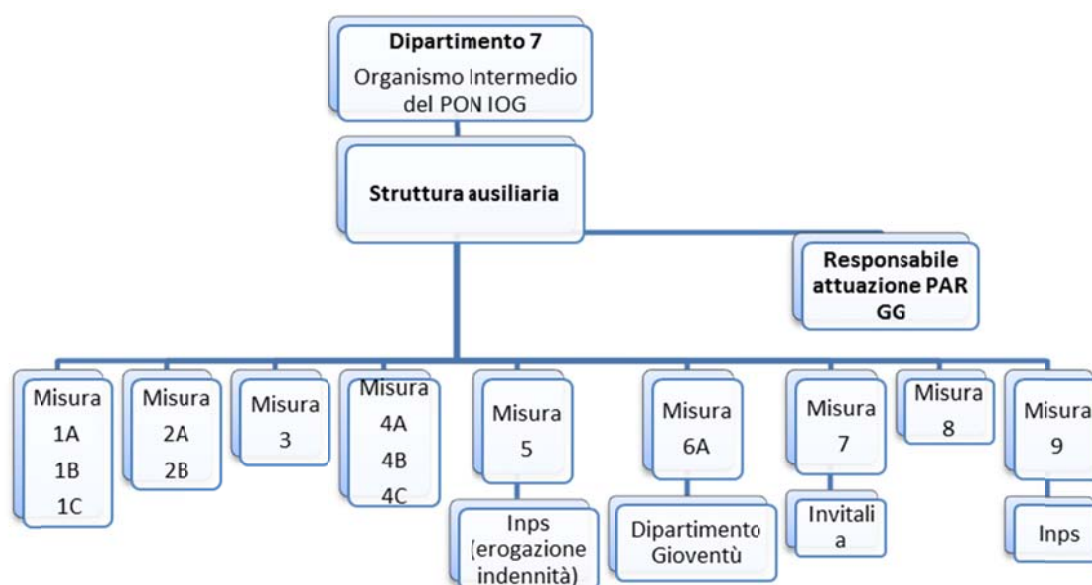 Dipartimento 7
Organismo Intermedio
del PON IOG
Struttura ausiliaria
Responsabile
attuazione PAR
GG
Misura
1A
1B
1C
Misura
2A
2B
Misura
3
Misura
4A
4B
4C
Misura
5
Misura
6A
Misura
7
Misura
8
Misura
9
Inps
(erogazione
indennità)
Dipartimento
Gioventù
Invitali
a
Inps